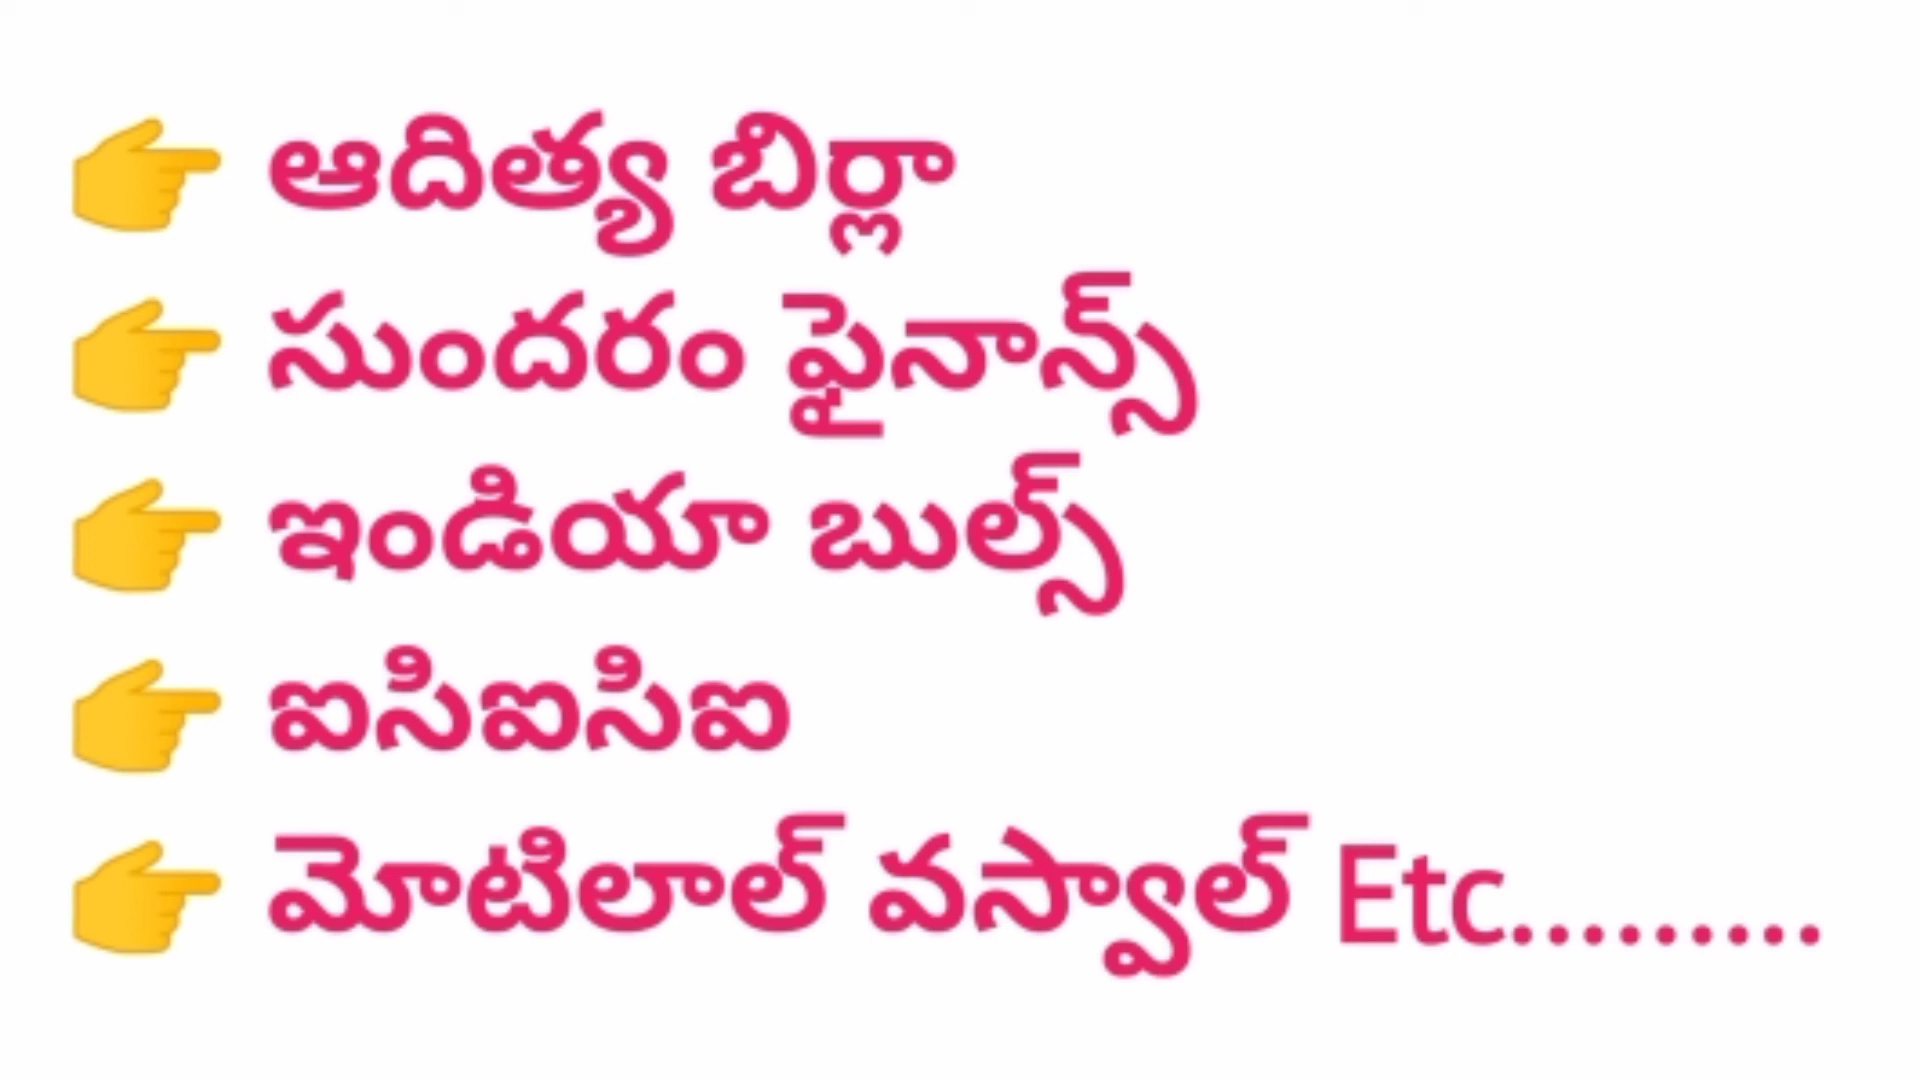 👉 ఆదిత్య బిర్లా
👉 సుందరం ఫైనాన్స్
👉 ఇండియా బుల్స్
👉 ఐసిఐసిఐ
👉 మోటిలాల్ వస్వాల్ Etc.........